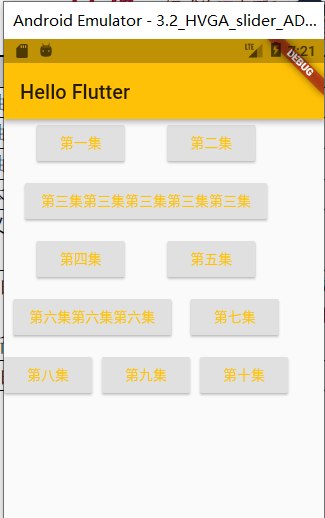 Android Emulator - 3.2_HVGA_slider_AD...
LTE 7:21
DEBUG
Hello Flutter
第一集 第二集
第三集第三集第三集第三集第三集
第四集 第五集
第六集第六集第六集 第七集
第八集 第九集 第十集